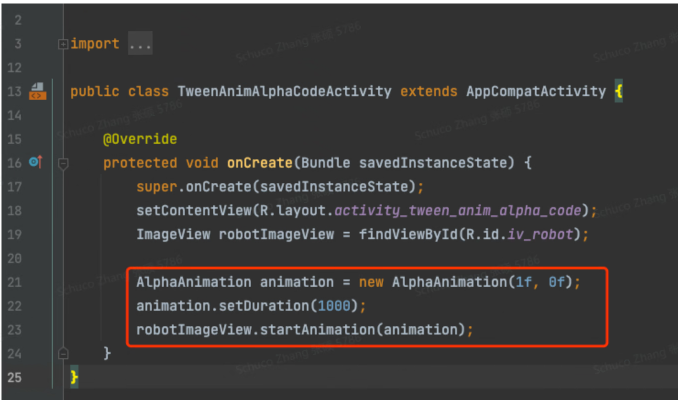 2
3 import ...
12
13 public class TweenAnimAlphaCodeActivity extends AppCompatActivity {
14
15 @Override
16 protected void onCreate(Bundle savedInstanceState) {
17 super.onCreate(savedInstanceState);
18 setContentView(R.layout.activity_tween_anim_alpha_code);
19 ImageView robotImageView = findViewById(R.id.iv_robot);
20
21 AlphaAnimation animation = new AlphaAnimation(1f, 0f);
22 animation.setDuration(1000);
23 robotImageView.startAnimation(animation);
24 }
25 }